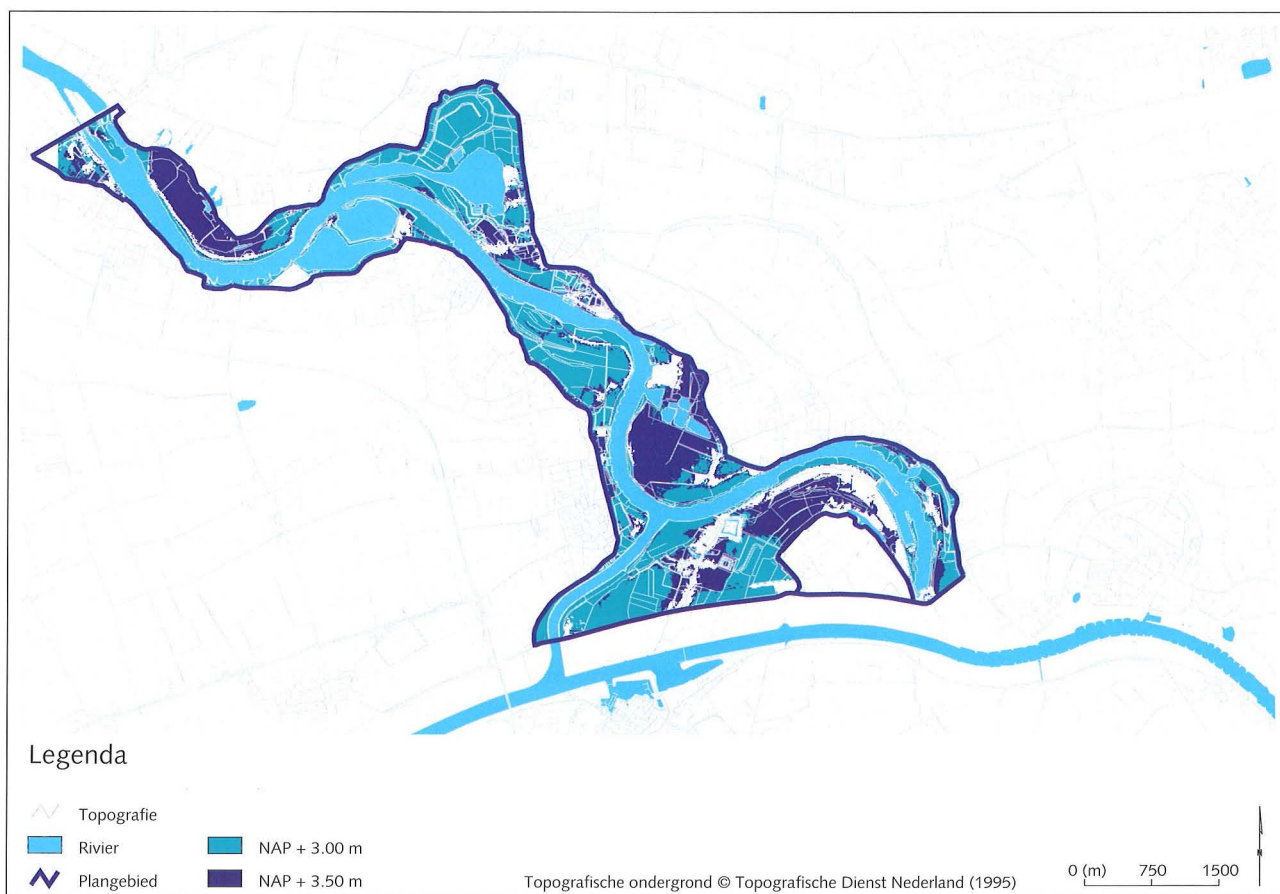 Legenda
Topografie
Rivier
NAP + 3.00 m
Plangebied
NAP + 3.50 m
Topografische ondergrond © Topografische Dienst Nederland (1995)
0 (m) 750 1500
N